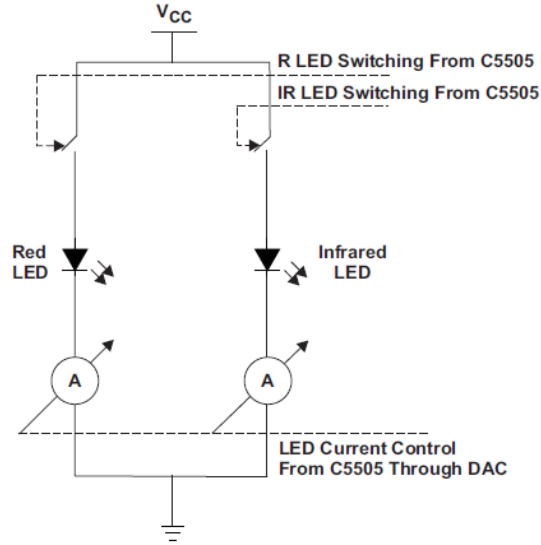 VCC
R LED Switching From C5505
IR LED Switching From C5505
Red
LED
Infrared
LED
A
A
LED Current Control
From C5505 Through DAC